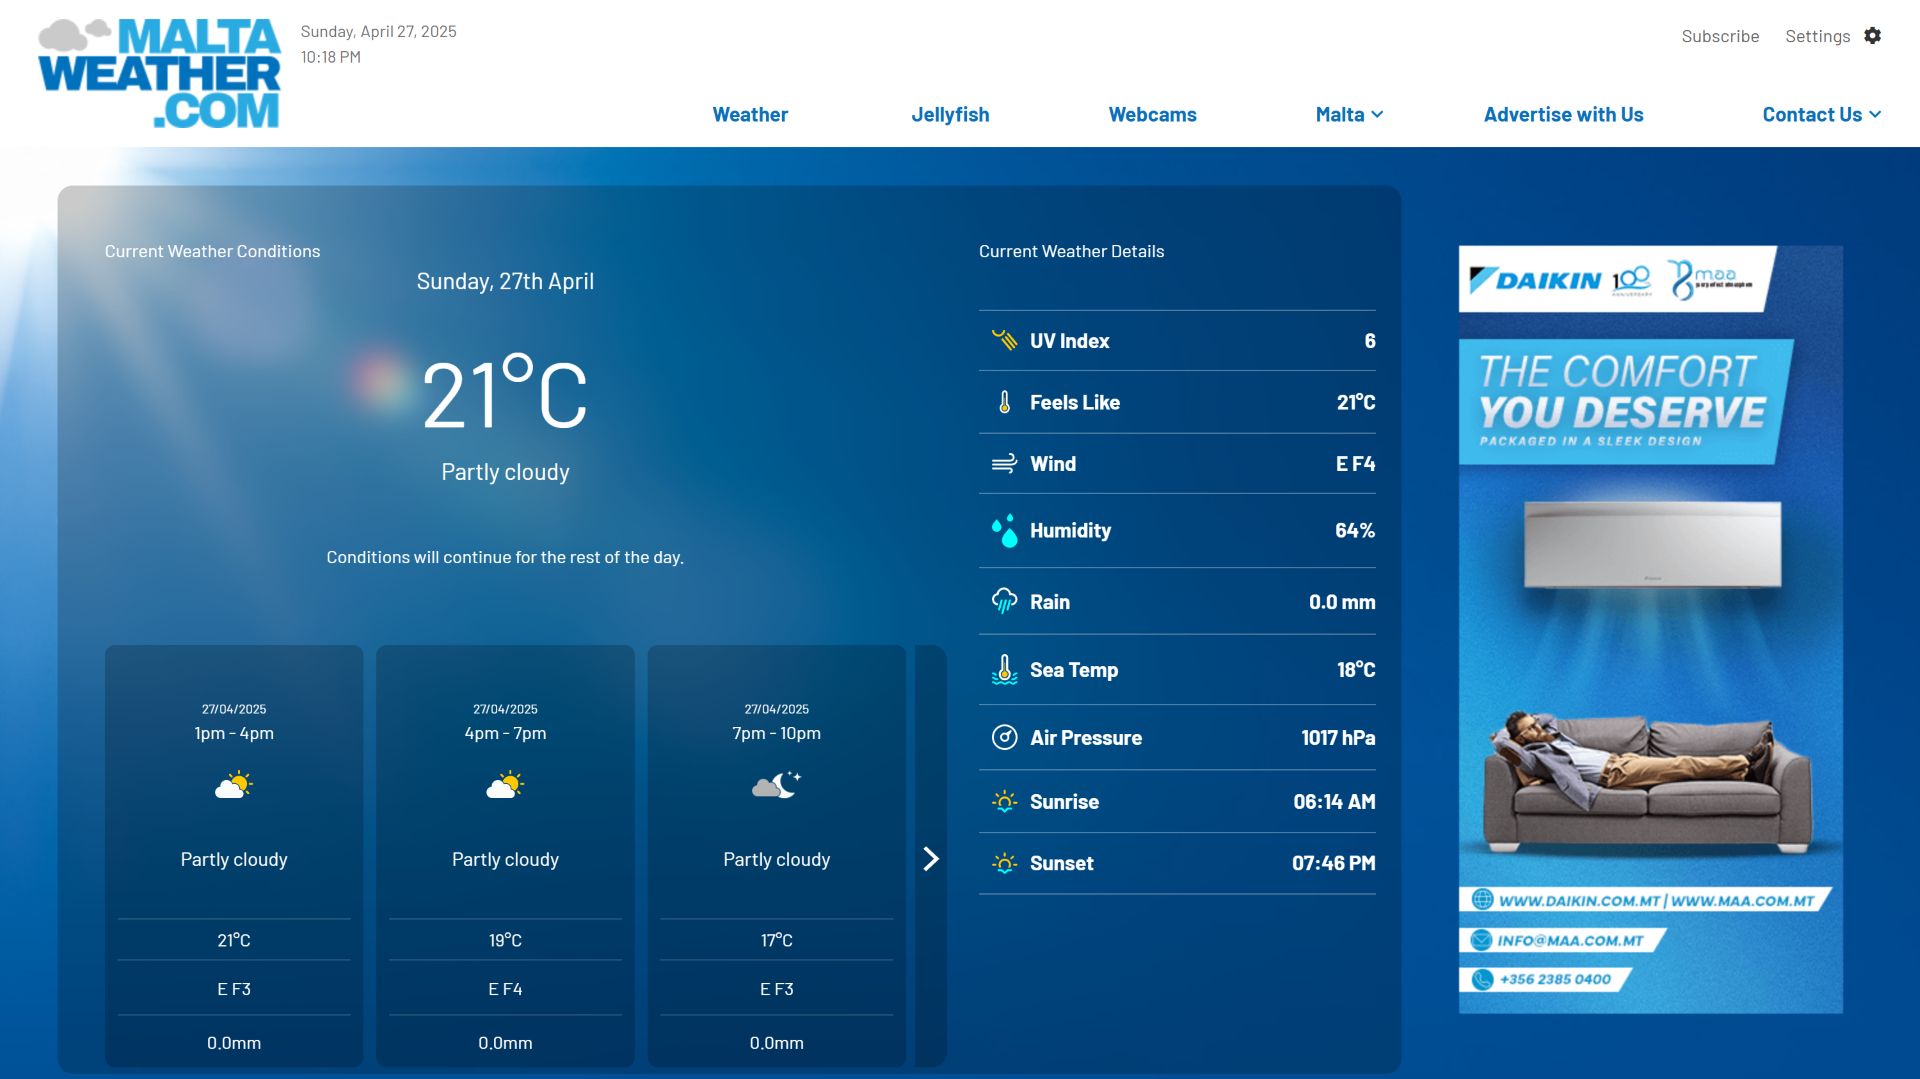 MALTA
WEATHER
.COM
Sunday, April 27, 2025
10:18 PM
Subscribe
Settings
Weather
Jellyfish
Webcams
Malta
Advertise with Us
Contact Us
Current Weather Conditions
Sunday, 27th April
21°C
Partly cloudy
Conditions will continue for the rest of the day.
27/04/2025
1pm - 4pm
Partly cloudy
21°C
E F3
0.0mm
27/04/2025
4pm - 7pm
Partly cloudy
19°C
E F4
0.0mm
27/04/2025
7pm - 10pm
Partly cloudy
17°C
E F3
0.0mm
Current Weather Details
UV Index 6
Feels Like 21°C
Wind E F4
Humidity 64%
Rain 0.0 mm
Sea Temp 18°C
Air Pressure 1017 hPa
Sunrise 06:14 AM
Sunset 07:46 PM
DAIKIN
100
ANNIVERSARY
maa
THE COMFORT
YOU DESERVE
PACKAGED IN A SLEEK DESIGN
WWW.DAIKIN.COM.MT | WWW.MAA.COM.MT
INFO@MAA.COM.MT
+356 2385 0400